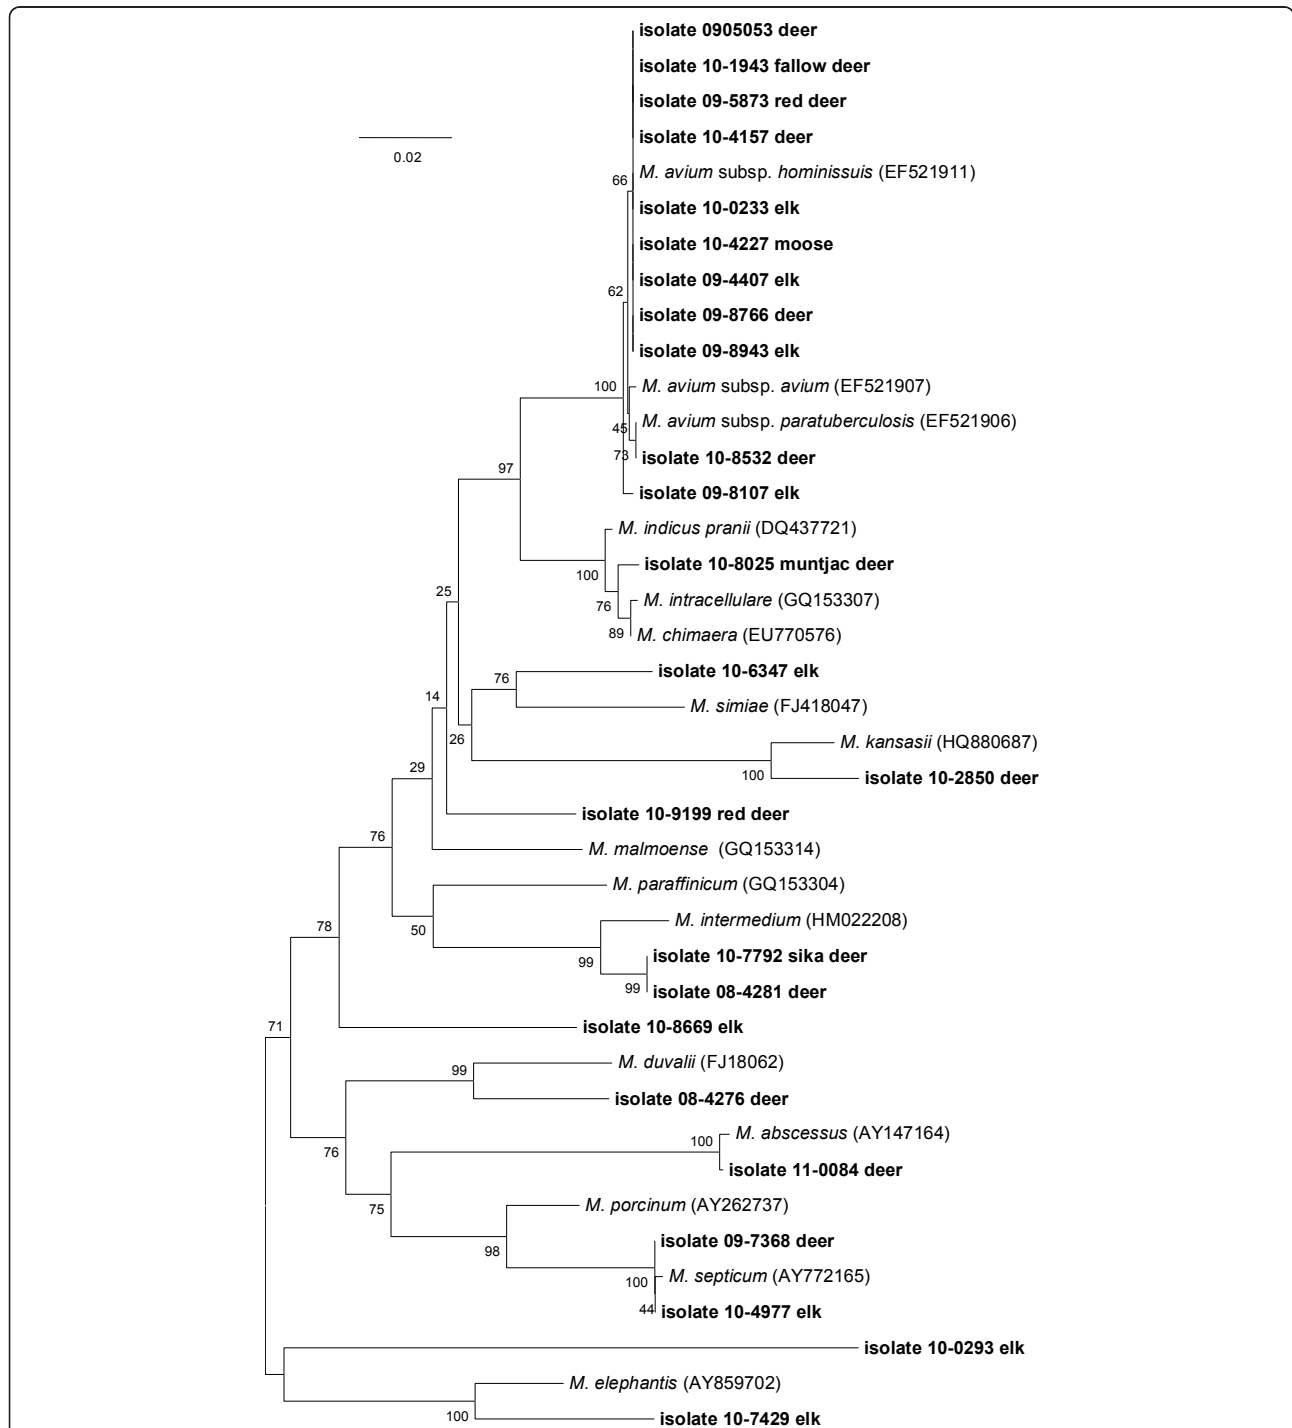 isolate 0905053 deer
isolate 10-1943 fallow deer
isolate 09-5873 red deer
isolate 10-4157 deer
0.02
M. avium subsp. hominissuis (EF521911)
66
isolate 10-0233 elk
isolate 10-4227 moose
isolate 09-4407 elk
62
isolate 09-8766 deer
isolate 09-8943 elk
100
M. avium subsp. avium (EF521907)
M. avium subsp. paratuberculosis (EF521906)
45
73
isolate 10-8532 deer
97
isolate 09-8107 elk
M. indicus pranii (DQ437721)
isolate 10-8025 muntjac deer
100
25
76
M. intracellulare (GQ153307)
89
M. chimaera (EU770576)
isolate 10-6347 elk
76
14
M. simiae (FJ418047)
26
M. kansasii (HQ880687)
29
100
isolate 10-2850 deer
isolate 10-9199 red deer
76
M. malmoense (GQ153314)
M. paraffinicum (GQ153304)
78
50
M. intermedium (HM022208)
99
isolate 10-7792 sika deer
99
isolate 08-4281 deer
71
isolate 10-8669 elk
M. duvalii (FJ18062)
99
isolate 08-4276 deer
76
100
M. abscessus (AY147164)
isolate 11-0084 deer
75
M. porcinum (AY262737)
98
isolate 09-7368 deer
100
M. septicum (AY772165)
44
isolate 10-4977 elk
isolate 10-0293 elk
M. elephantis (AY859702)
100
isolate 10-7429 elk